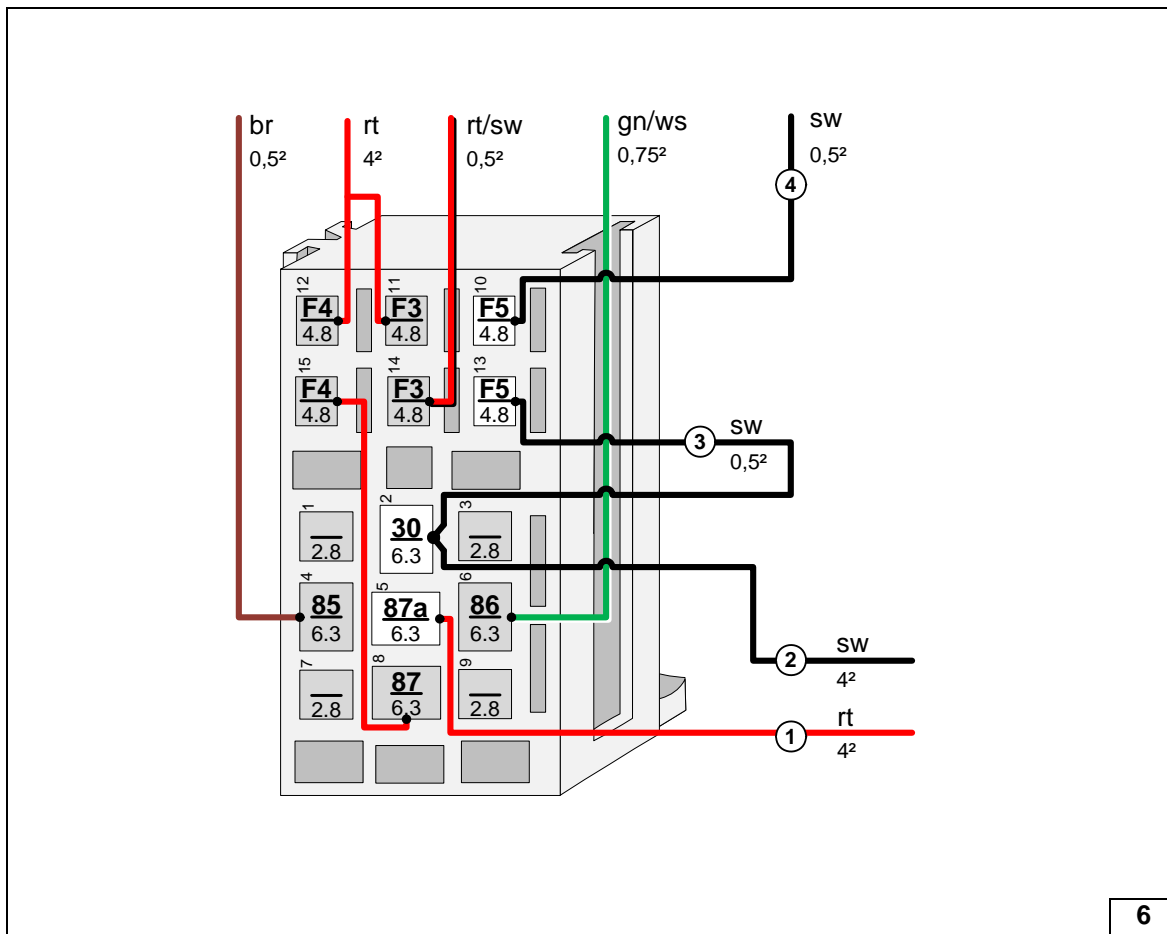 br rt rt/sw gn/ws sw
0,5² 4² 0,5² 0,75² 0,5²
4
12 11 10
F4 F3 F5
4.8 4.8 4.8
15 14 13
F4 F3 F5
4.8 4.8 4.8
3 sw
0,5²
1 2 3
30
2.8 6.3 2.8
4 5 6
85 87a 86
6.3 6.3 6.3
2 sw
4²
7 8 9
87
2.8 6.3 2.8
1 rt
4²
6